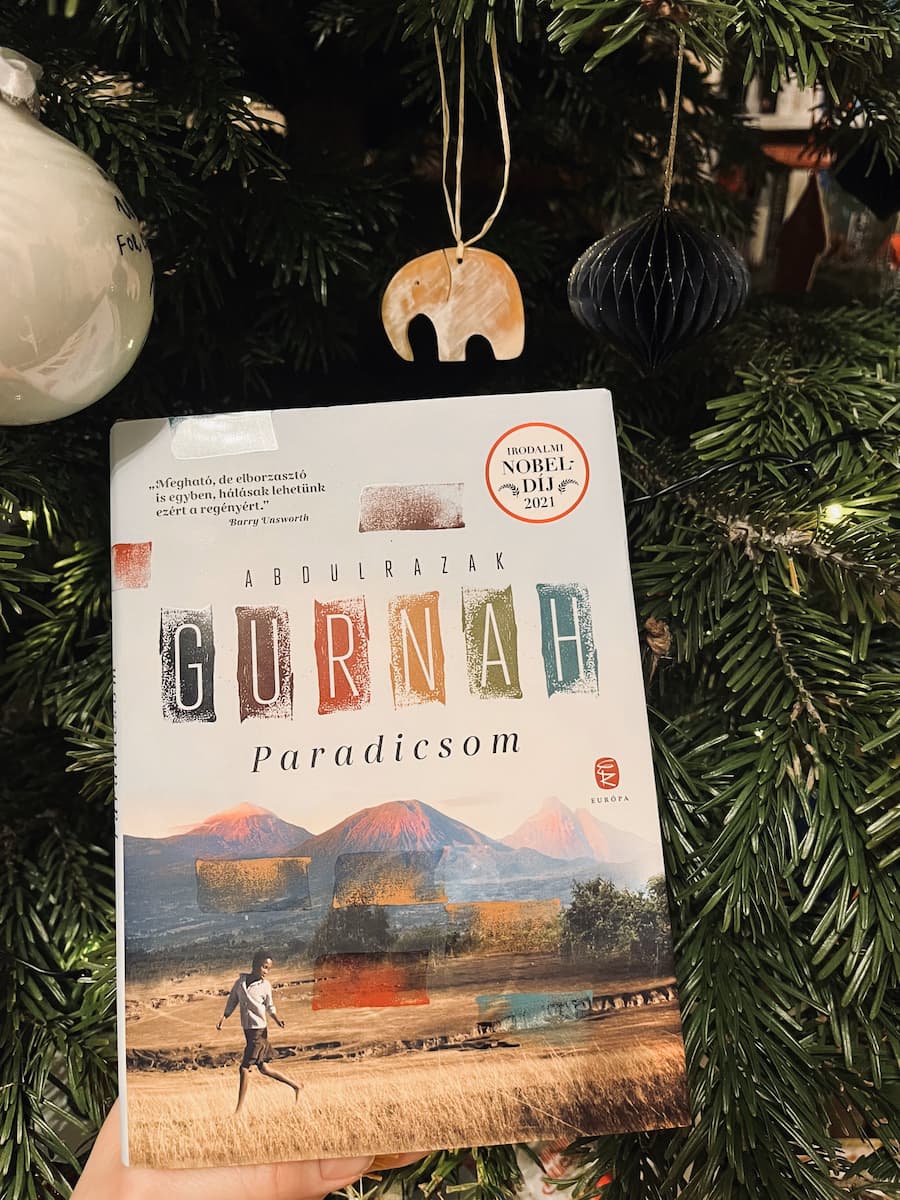 FOR
„Megható, de elborzasztó
is egyben, hálásak lehetünk
ezért a regényért.”
Barry Unsworth
IRODALMI
NOBEL-
DÍJ
2021
ABDULRAZAK
GURNAH
Paradicsom
EURÓPA